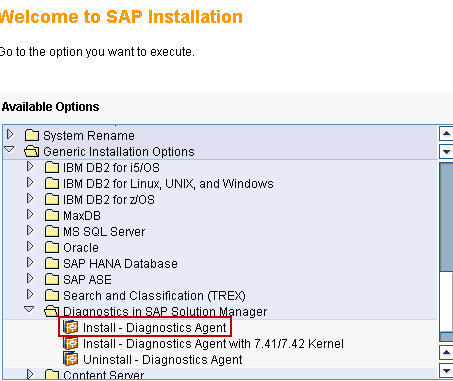 Welcome to SAP Installation
Go to the option you want to execute.
Available Options
System Rename
Generic Installation Options
IBM DB2 for i5/OS
IBM DB2 for Linux, UNIX, and Windows
IBM DB2 for z/OS
MaxDB
MS SQL Server
Oracle
SAP HANA Database
SAP ASE
Search and Classification (TREX)
Diagnostics in SAP Solution Manager
Install - Diagnostics Agent
Install - Diagnostics Agent with 7.41/7.42 Kernel
Uninstall - Diagnostics Agent
Content Server